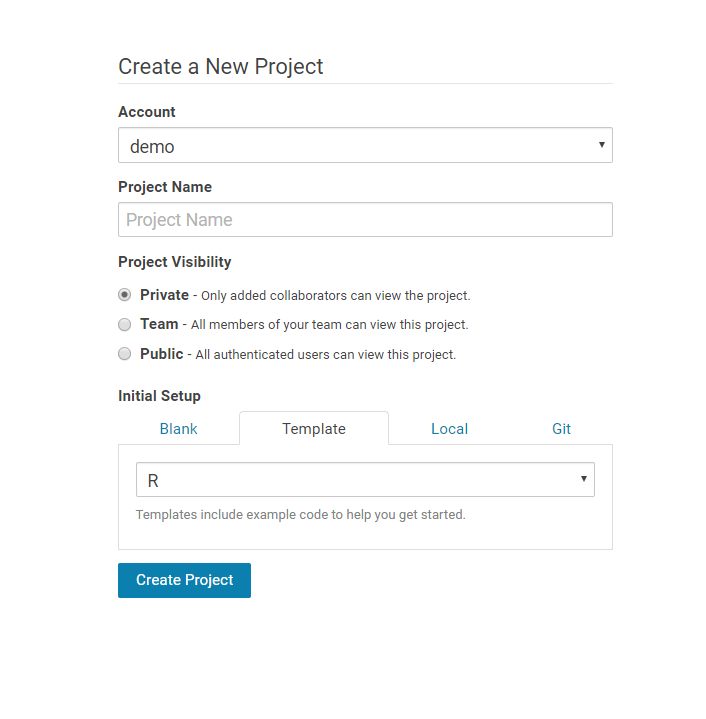 Create a New Project
Account
demo
Project Name
Project Name
Project Visibility
Private - Only added collaborators can view the project.
Team - All members of your team can view this project.
Public - All authenticated users can view this project.
Initial Setup
Blank Template Local Git
R
Templates include example code to help you get started.
Create Project